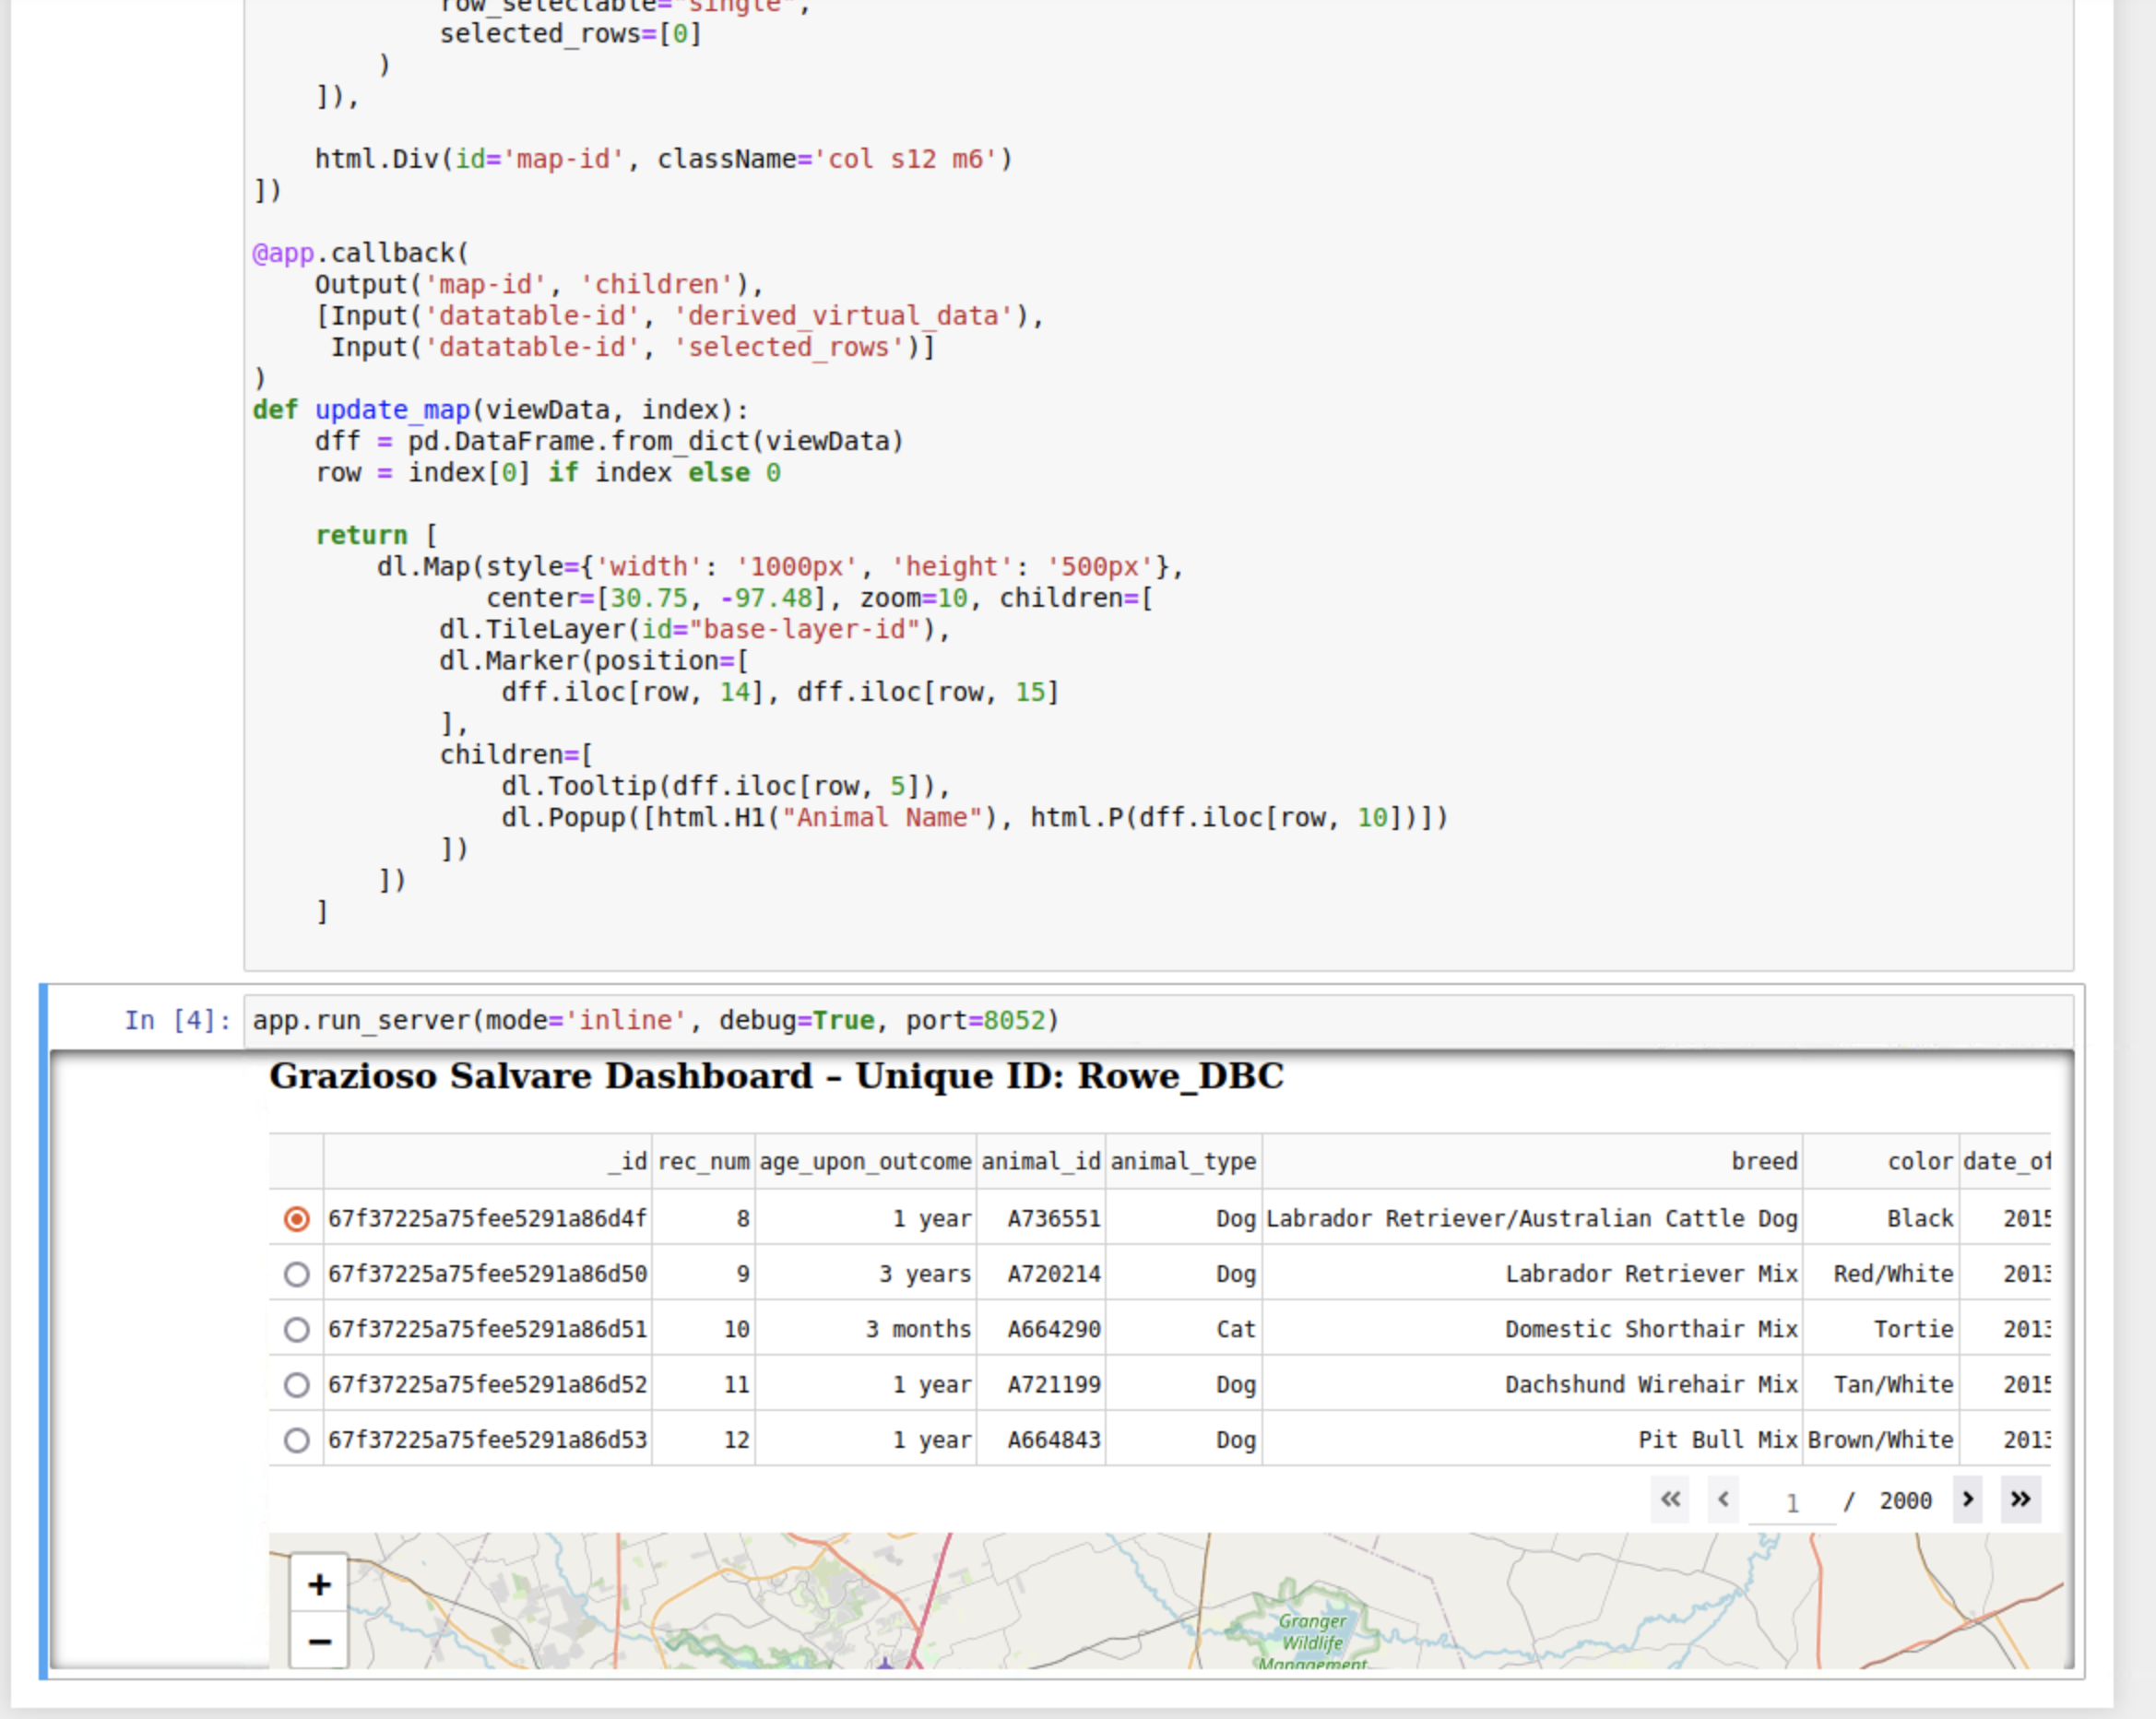 row_selectable="single",
selected_rows=[0]
)
]),
html.Div(id='map-id', className='col s12 m6')
])
@app.callback(
Output('map-id', 'children'),
[Input('datatable-id', 'derived_virtual_data'),
Input('datatable-id', 'selected_rows')]
)
def update_map(viewData, index):
dff = pd.DataFrame.from_dict(viewData)
row = index[0] if index else 0
return [
dl.Map(style={'width': '1000px', 'height': '500px'},
center=[30.75, -97.48], zoom=10, children=[
dl.TileLayer(id="base-layer-id"),
dl.Marker(position=[
dff.iloc[row, 14], dff.iloc[row, 15]
],
children=[
dl.Tooltip(dff.iloc[row, 5]),
dl.Popup([html.H1("Animal Name"), html.P(dff.iloc[row, 10])])
])
])
]
In [4]: app.run_server(mode='inline', debug=True, port=8052)
Grazioso Salvare Dashboard – Unique ID: Rowe_DBC
_id rec_num age_upon_outcome animal_id animal_type breed color date_of
67f37225a75fee5291a86d4f 8 1 year A736551 Dog Labrador Retriever/Australian Cattle Dog Black 2015
67f37225a75fee5291a86d50 9 3 years A720214 Dog Labrador Retriever Mix Red/White 2013
67f37225a75fee5291a86d51 10 3 months A664290 Cat Domestic Shorthair Mix Tortie 2013
67f37225a75fee5291a86d52 11 1 year A721199 Dog Dachshund Wirehair Mix Tan/White 2015
67f37225a75fee5291a86d53 12 1 year A664843 Dog Pit Bull Mix Brown/White 2013
« ‹ 1 / 2000 › »
+
−
Granger
Wildlife
Management